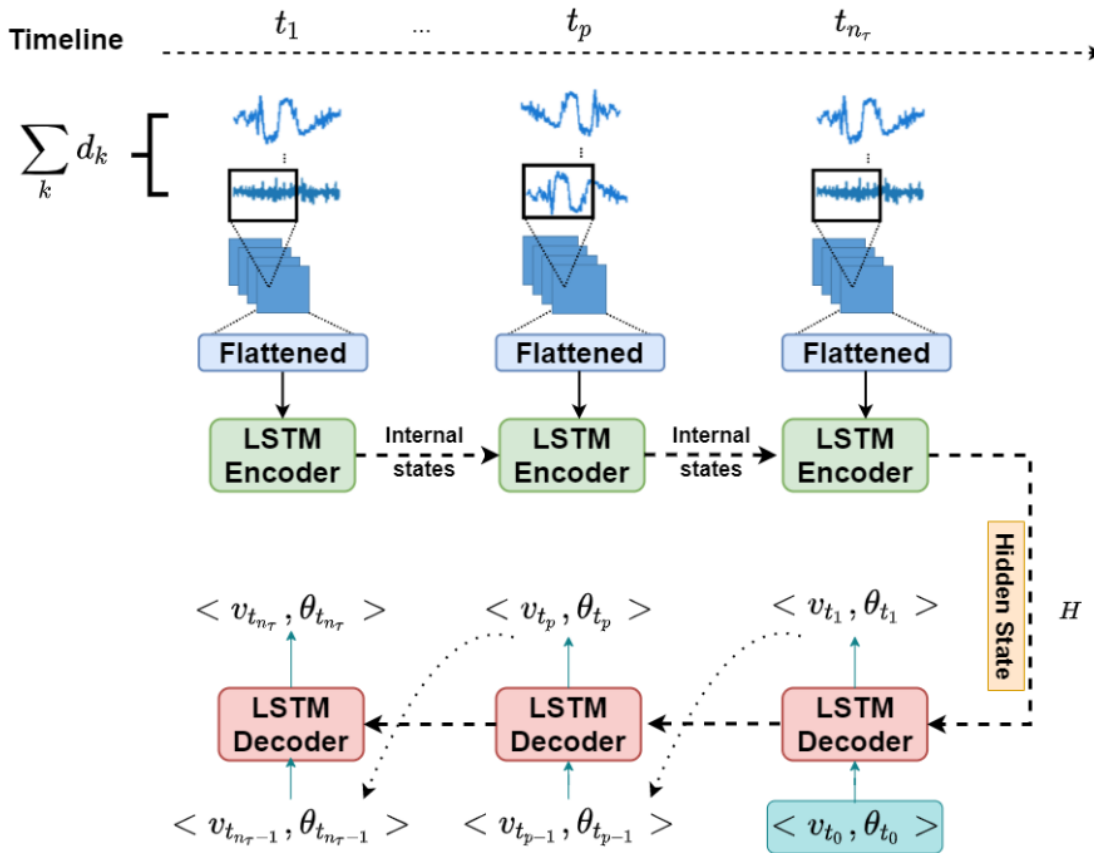 Timeline t_1 ... t_p t_{n_τ}
∑_k d_k
⋮ ⋮ ⋮
Flattened Flattened Flattened
LSTM Encoder
Internal states
LSTM Encoder
Internal states
LSTM Encoder
Hidden State
H
< v_{t_{n_τ}}, θ_{t_{n_τ}} > < v_{t_p}, θ_{t_p} > < v_{t_1}, θ_{t_1} >
LSTM Decoder
LSTM Decoder
LSTM Decoder
< v_{t_{n_τ-1}}, θ_{t_{n_τ-1}} > < v_{t_{p-1}}, θ_{t_{p-1}} > < v_{t_0}, θ_{t_0} >